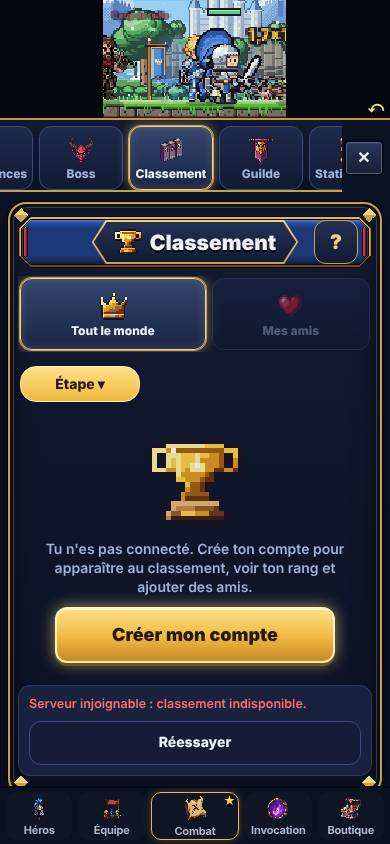 nces
Boss
Classement
Guilde
Stati
✕
Classement
?
Tout le monde
Mes amis
Étape ▾
Tu n'es pas connecté. Crée ton compte pour
apparaître au classement, voir ton rang et
ajouter des amis.
Créer mon compte
Serveur injoignable : classement indisponible.
Réessayer
Héros
Équipe
Combat
Invocation
Boutique